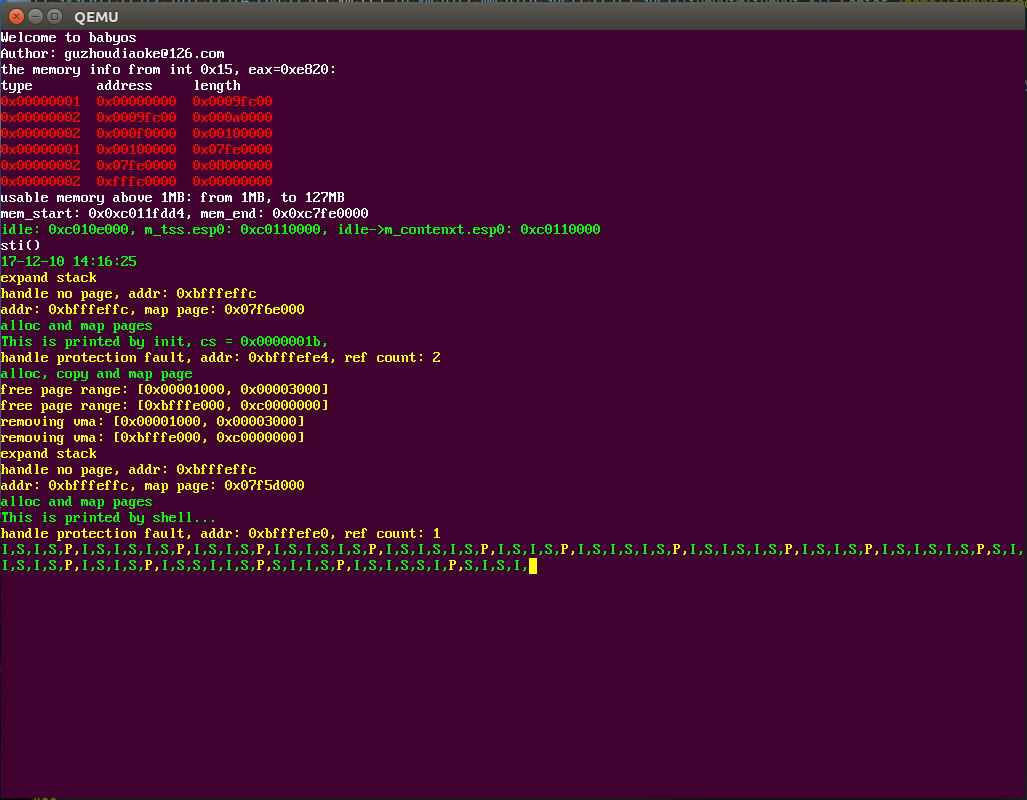 QEMU
Welcome to babyos
Author: guzhoudiaoke@126.com
the memory info from int 0x15, eax=0xe820:
type address length
0x00000001 0x00000000 0x0009fc00
0x00000002 0x0009fc00 0x000a0000
0x00000002 0x000f0000 0x00100000
0x00000001 0x00100000 0x07fe0000
0x00000002 0x07fe0000 0x08000000
0x00000002 0xfffc0000 0x00000000
usable memory above 1MB: from 1MB, to 127MB
mem_start: 0x0xc011fdd4, mem_end: 0x0xc7fe0000
idle: 0xc010e000, m_tss.esp0: 0xc0110000, idle->m_contenxt.esp0: 0xc0110000
sti()
17-12-10 14:16:25
expand stack
handle no page, addr: 0xbfffeffc
addr: 0xbfffeffc, map page: 0x07f6e000
alloc and map pages
This is printed by init, cs = 0x0000001b,
handle protection fault, addr: 0xbfffefe4, ref count: 2
alloc, copy and map page
free page range: [0x00001000, 0x00003000]
free page range: [0xbfffe000, 0xc0000000]
removing vma: [0x00001000, 0x00003000]
removing vma: [0xbfffe000, 0xc0000000]
expand stack
handle no page, addr: 0xbfffeffc
addr: 0xbfffeffc, map page: 0x07f5d000
alloc and map pages
This is printed by shell...
handle protection fault, addr: 0xbfffefe0, ref count: 1
I,S,I,S,P,I,S,I,S,I,S,P,I,S,I,S,P,I,S,I,S,I,S,P,I,S,I,S,I,S,P,I,S,I,S,P,I,S,I,S,I,S,P,I,S,I,S,I,S,P,I,S,I,S,P,I,S,I,S,I,S,P,S,I,
I,S,I,S,P,I,S,I,S,P,I,S,S,I,I,S,P,S,I,I,S,P,I,S,I,S,S,I,P,S,I,S,I,